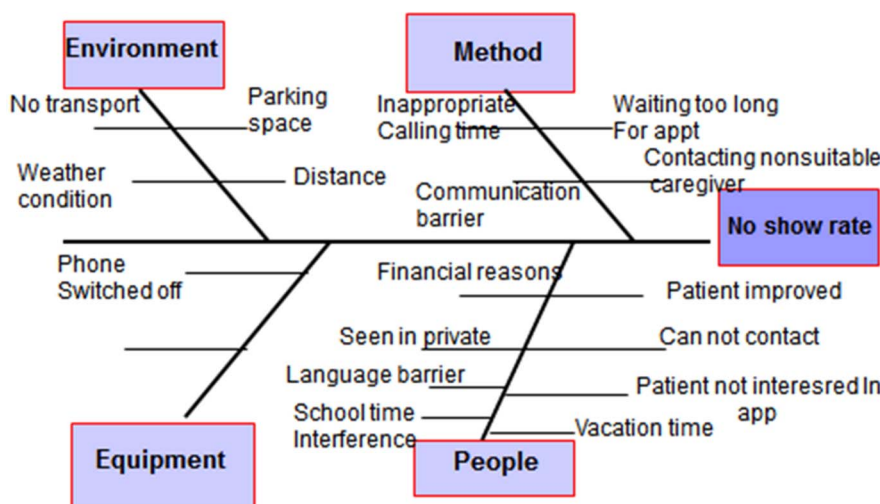 Environment
Method
No transport
Parking
space
Inappropriate
Calling time
Waiting too long
For appt
Weather
condition
Distance
Communication
barrier
Contacting nonsuitable
caregiver
No show rate
Phone
Switched off
Financial reasons
Patient improved
Seen in private
Can not contact
Language barrier
Patient not interesred In
app
School time
Interference
Vacation time
Equipment
People